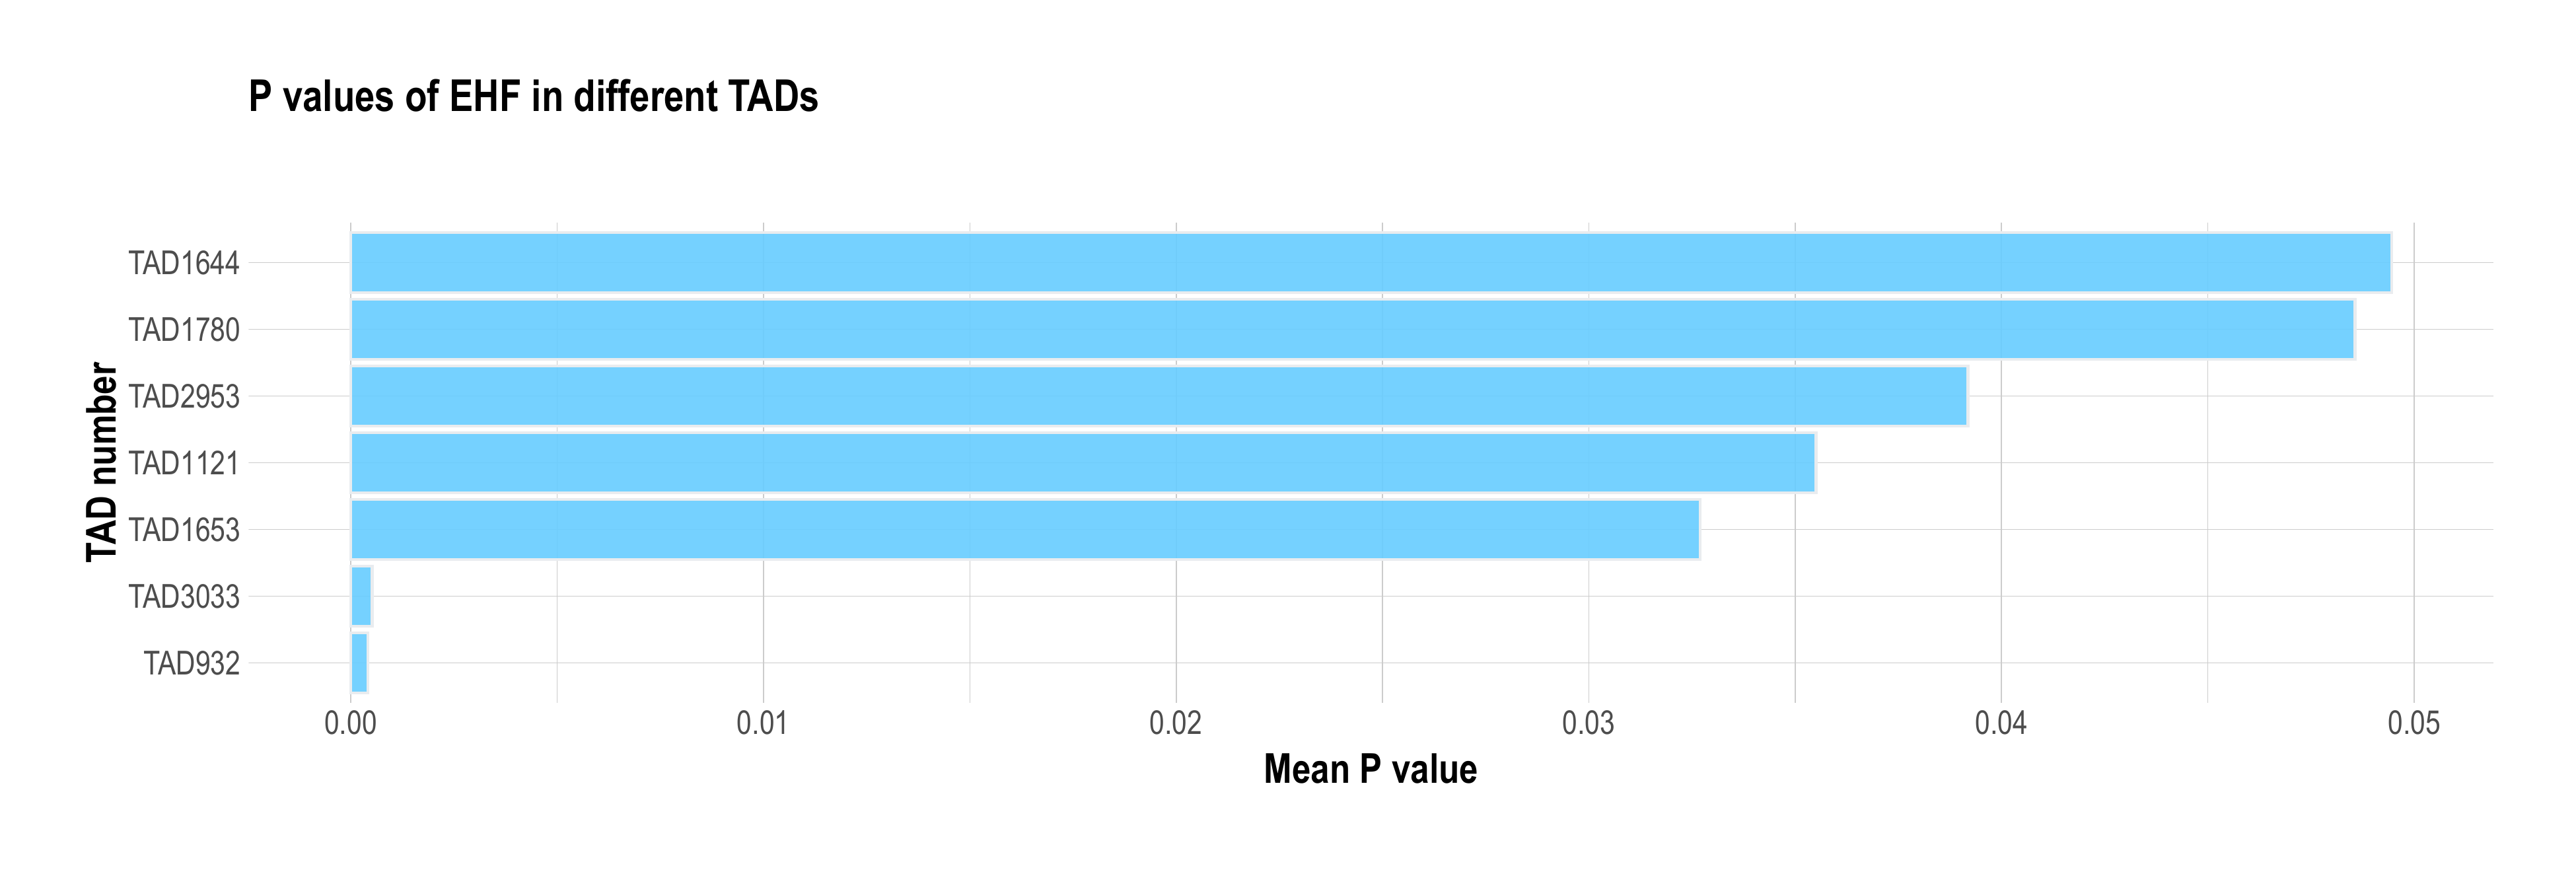 P values of EHF in different TADs
TAD number
TAD1644
TAD1780
TAD2953
TAD1121
TAD1653
TAD3033
TAD932
0.00 0.01 0.02 0.03 0.04 0.05
Mean P value